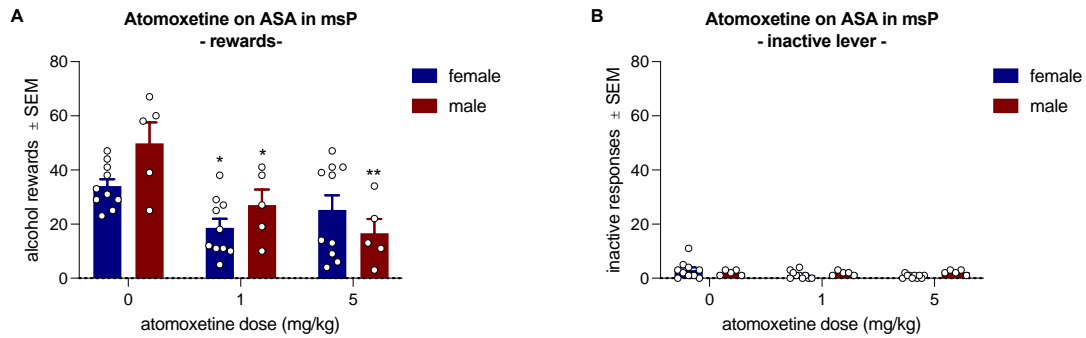 A
Atomoxetine on ASA in msP
- rewards-
alcohol rewards ± SEM
80
60
40
20
0
* * **
0 1 5
atomoxetine dose (mg/kg)
female
male
B
Atomoxetine on ASA in msP
- inactive lever -
inactive responses ± SEM
80
60
40
20
0
0 1 5
atomoxetine dose (mg/kg)
female
male